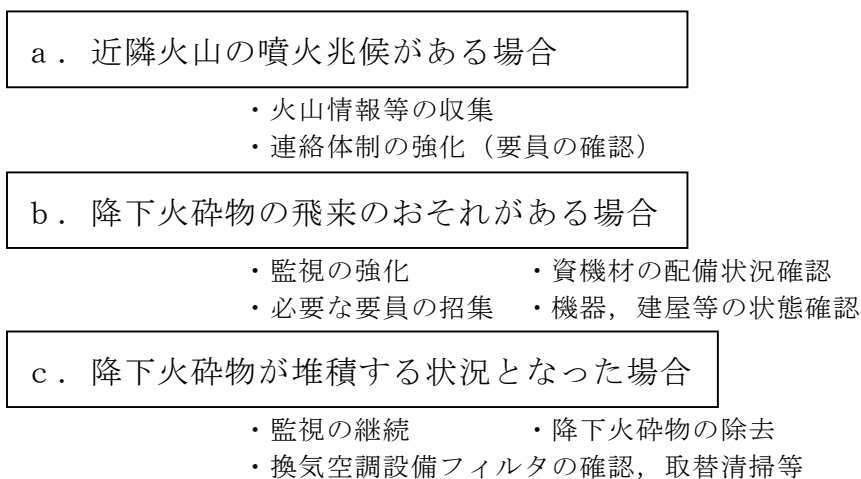 a．近隣火山の噴火兆候がある場合
・火山情報等の収集
・連絡体制の強化（要員の確認）
b．降下火砕物の飛来のおそれがある場合
・監視の強化　・資機材の配備状況確認
・必要な要員の招集　・機器，建屋等の状態確認
c．降下火砕物が堆積する状況となった場合
・監視の継続　・降下火砕物の除去
・換気空調設備フィルタの確認，取替清掃等